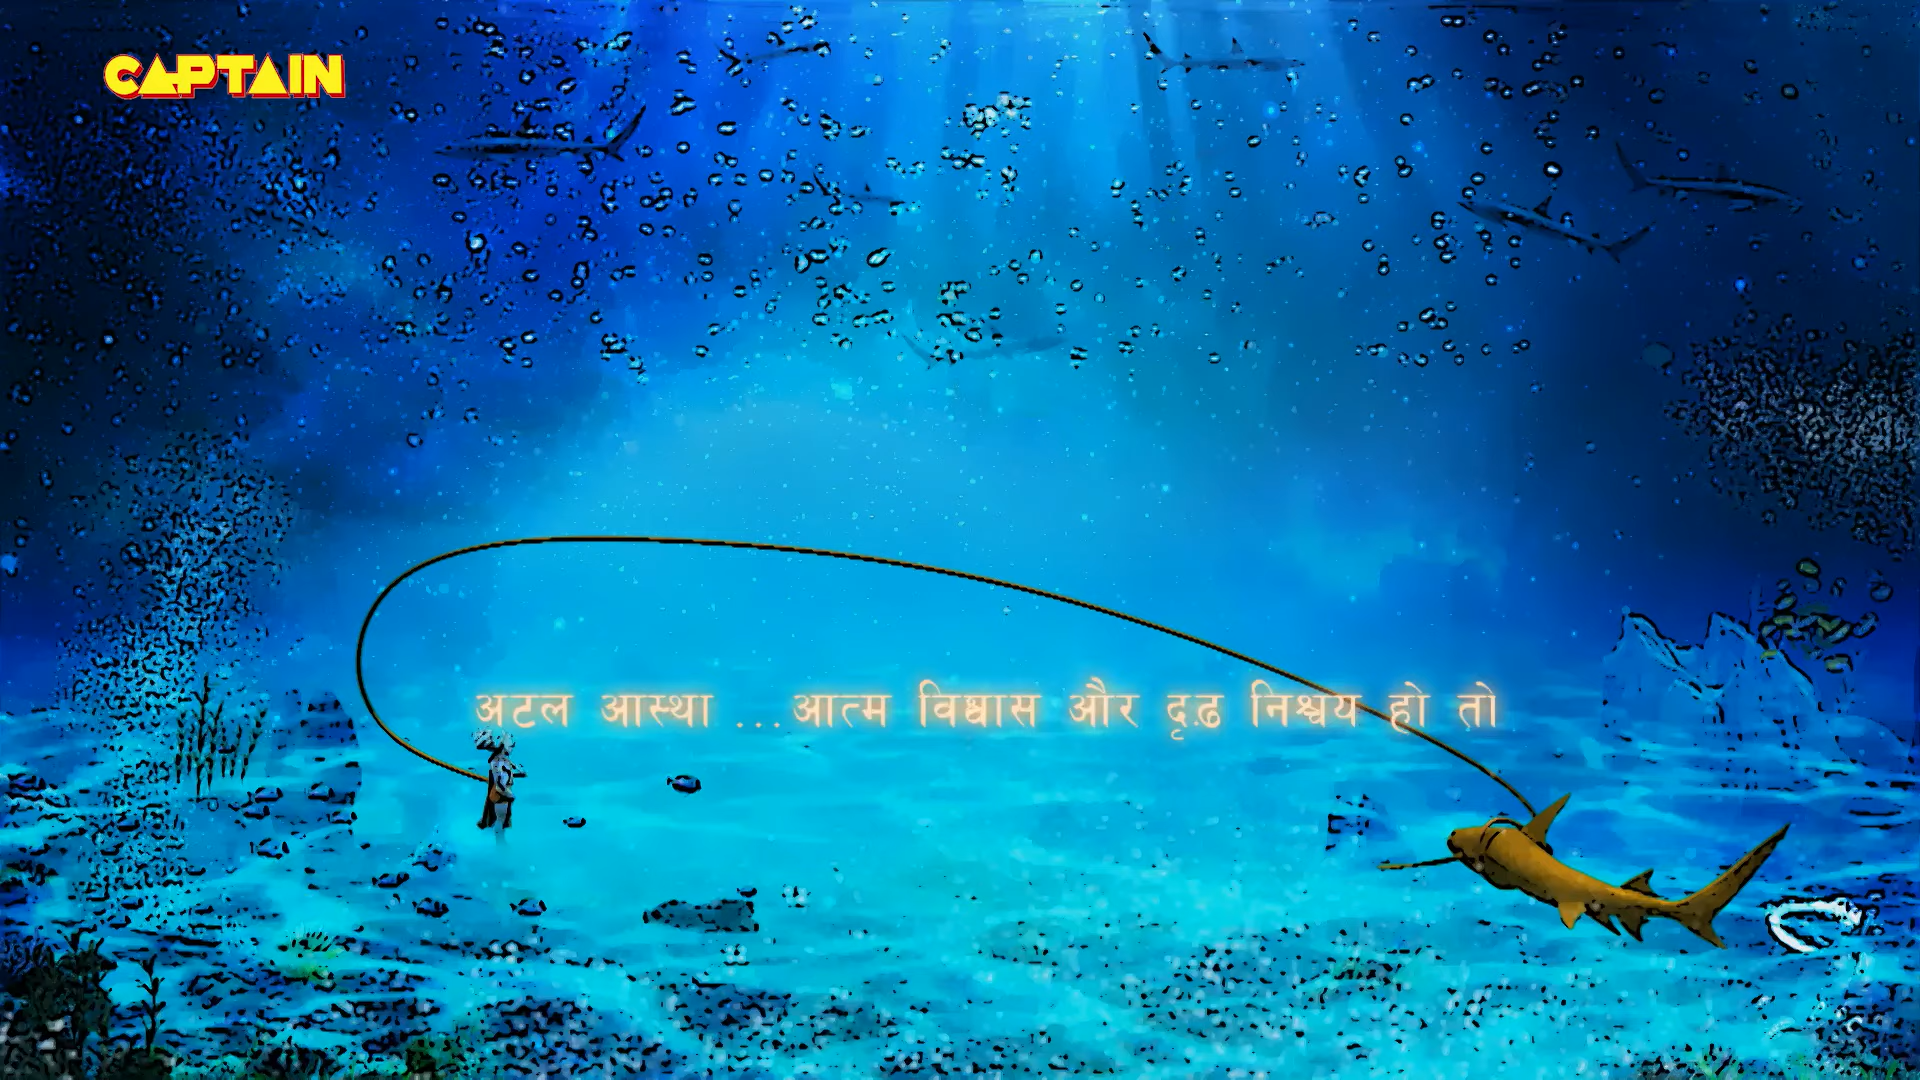 CAPTAIN
अटल आस्था ...आत्म विश्वास और दृढ़ निश्चय हो तो